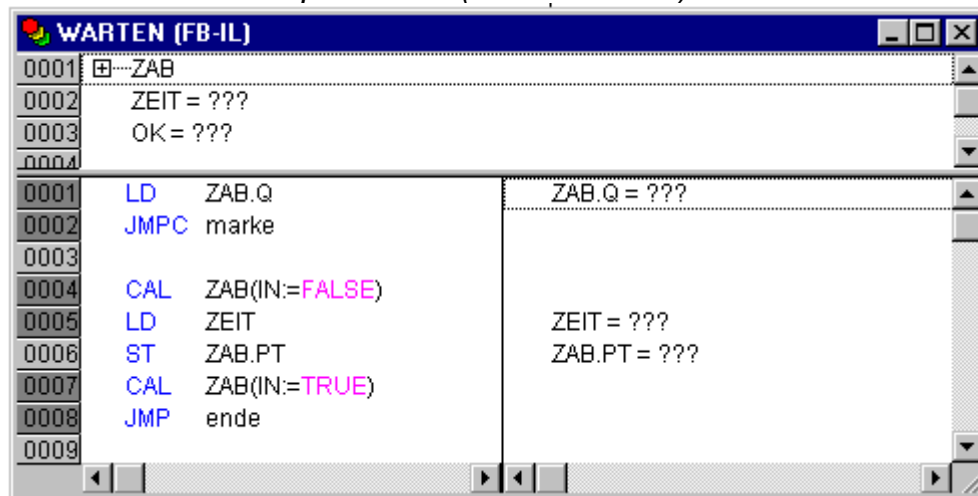 WARTEN (FB-IL)
0001 ZAB
0002 ZEIT = ???
0003 OK = ???
0004
0001 LD ZAB.Q ZAB.Q = ???
0002 JMPC marke
0003
0004 CAL ZAB(IN:=FALSE)
0005 LD ZEIT ZEIT = ???
0006 ST ZAB.PT ZAB.PT = ???
0007 CAL ZAB(IN:=TRUE)
0008 JMP ende
0009